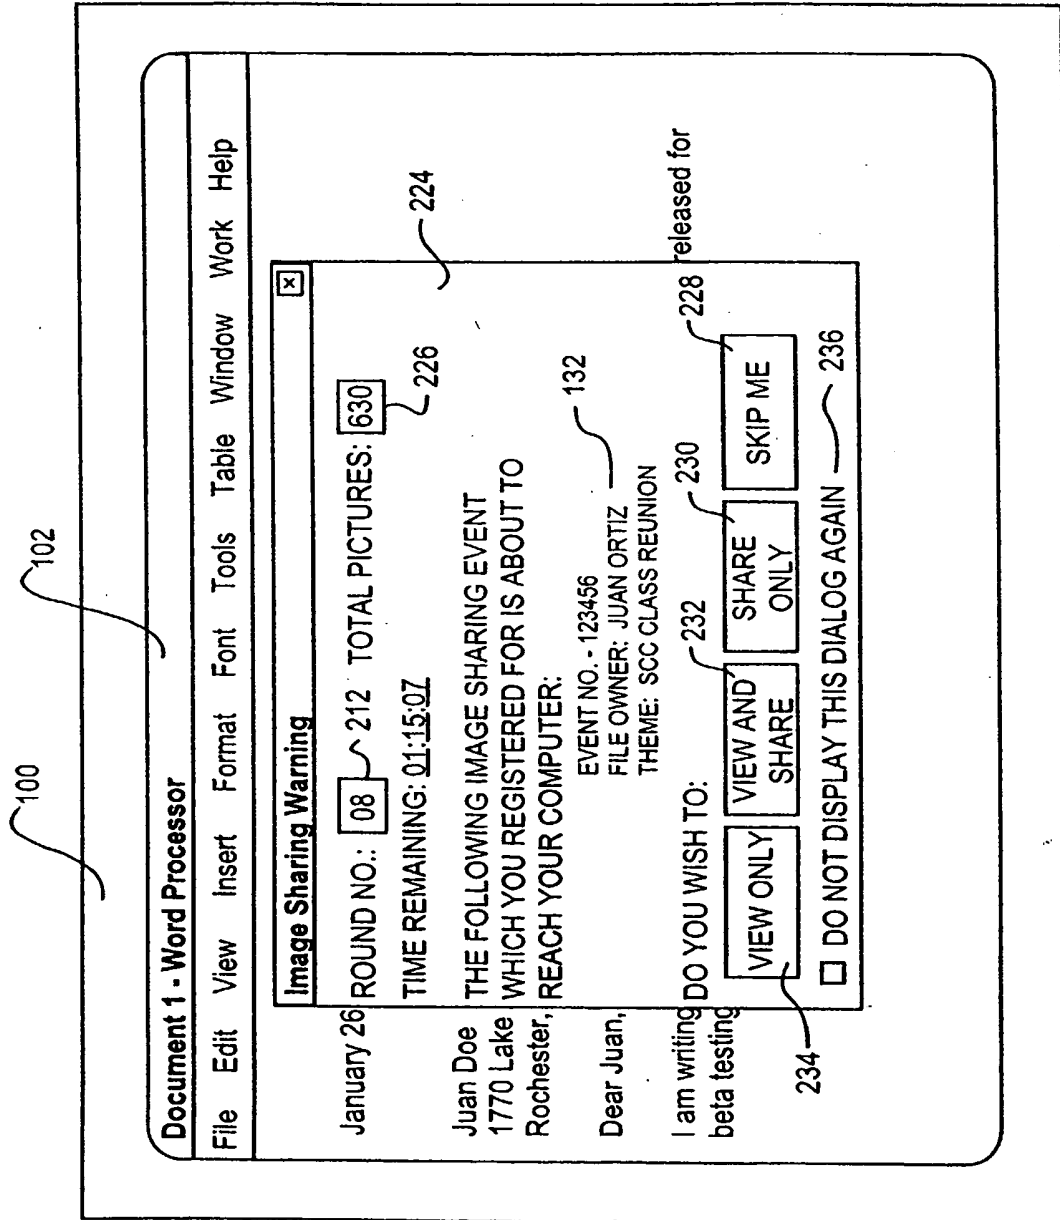 100
102
Document 1 - Word Processor
File Edit View Insert Format Font Tools Table Window Work Help
Image Sharing Warning
x
January 26
ROUND NO.: 08 212 TOTAL PICTURES: 630
226
224
TIME REMAINING: 01:15:07
Juan Doe
1770 Lake
Rochester,
THE FOLLOWING IMAGE SHARING EVENT
WHICH YOU REGISTERED FOR IS ABOUT TO
REACH YOUR COMPUTER:
EVENT NO. - 123456
FILE OWNER: JUAN ORTIZ
THEME: SCC CLASS REUNION
132
Dear Juan,
I am writing
eleased for
beta testing
DO YOU WISH TO:
232
230
228
VIEW ONLY
VIEW AND SHARE
SHARE ONLY
SKIP ME
234
DO NOT DISPLAY THIS DIALOG AGAIN
236